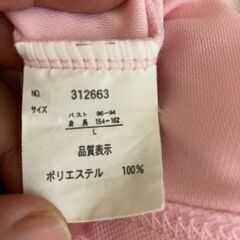 NO. 312663
サイズ
バスト 86-94
身長 154-162
L
品質表示
ポリエステル 100%